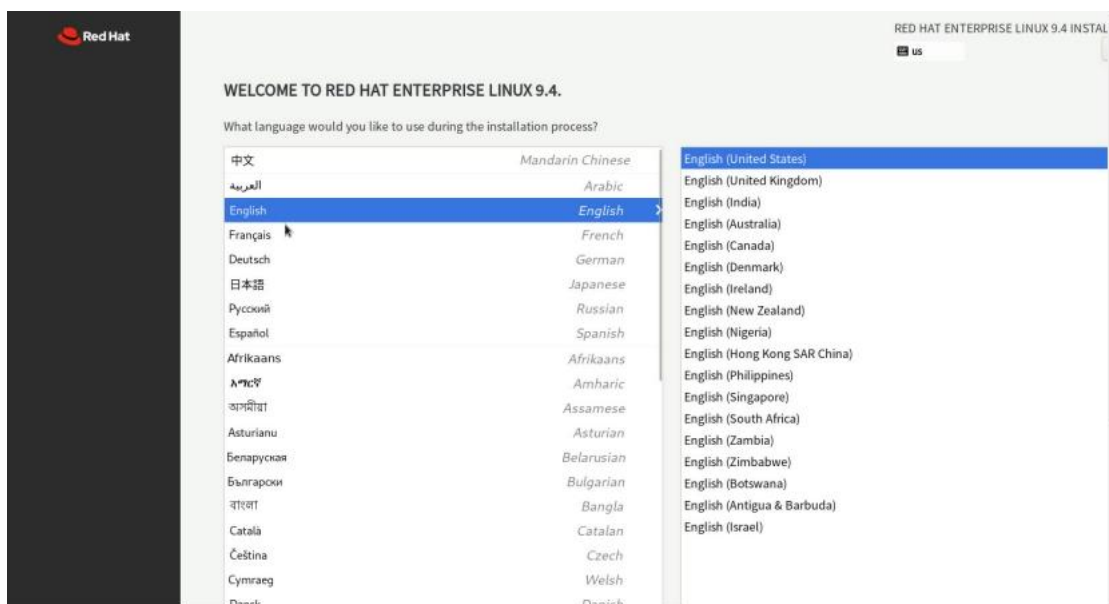 Red Hat
RED HAT ENTERPRISE LINUX 9.4 INSTAL
us
WELCOME TO RED HAT ENTERPRISE LINUX 9.4.
What language would you like to use during the installation process?
中文 Mandarin Chinese
العربية Arabic
English English
Français French
Deutsch German
日本語 Japanese
Русский Russian
Español Spanish
Afrikaans Afrikaans
አማርኛ Amharic
অসমীয়া Assamese
Asturianu Asturian
Беларуская Belarusian
Български Bulgarian
বাংলা Bangla
Català Catalan
Čeština Czech
Cymraeg Welsh
Dansk Danish
English (United States)
English (United Kingdom)
English (India)
English (Australia)
English (Canada)
English (Denmark)
English (Ireland)
English (New Zealand)
English (Nigeria)
English (Hong Kong SAR China)
English (Philippines)
English (Singapore)
English (South Africa)
English (Zambia)
English (Zimbabwe)
English (Botswana)
English (Antigua & Barbuda)
English (Israel)